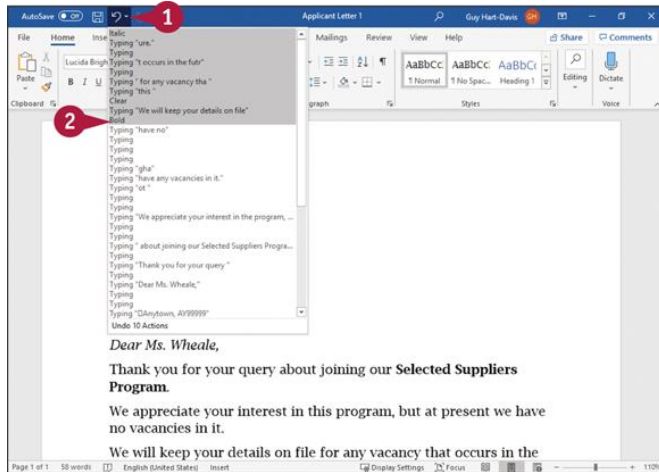 AutoSave Off Applicant Letter 1 Guy Hart-Davis GH
1
File Home Inse Mailings Review View Help Share Comments
Paste
Lucida Brigh
B I U
AaBbCc AaBbCc AaBbCc
¶ Normal ¶ No Spac... Heading 1
Editing Dictate
Clipboard graph Styles Voice
Italic
Typing "ure."
Typing
Typing "t occurs in the futr"
Typing
Typing " for any vacancy tha "
Typing "this "
Clear
Typing "We will keep your details on file"
2
Bold
Typing "have no"
Typing
Typing
Typing
Typing "gha"
Typing "have any vacancies in it."
Typing "ot "
Typing
Typing
Typing "We appreciate your interest in the program, ...
Typing
Typing
Typing " about joining our Selected Suppliers Progra...
Typing
Typing "Thank you for your query "
Typing
Typing "Dear Ms. Wheale,"
Typing
Typing
Typing "Anytown, AY99999"
Undo 10 Actions
Dear Ms. Wheale,
Thank you for your query about joining our Selected Suppliers
Program.
We appreciate your interest in this program, but at present we have
no vacancies in it.
We will keep your details on file for any vacancy that occurs in the
Page 1 of 1 58 words English (United States) Insert Display Settings Focus 110%